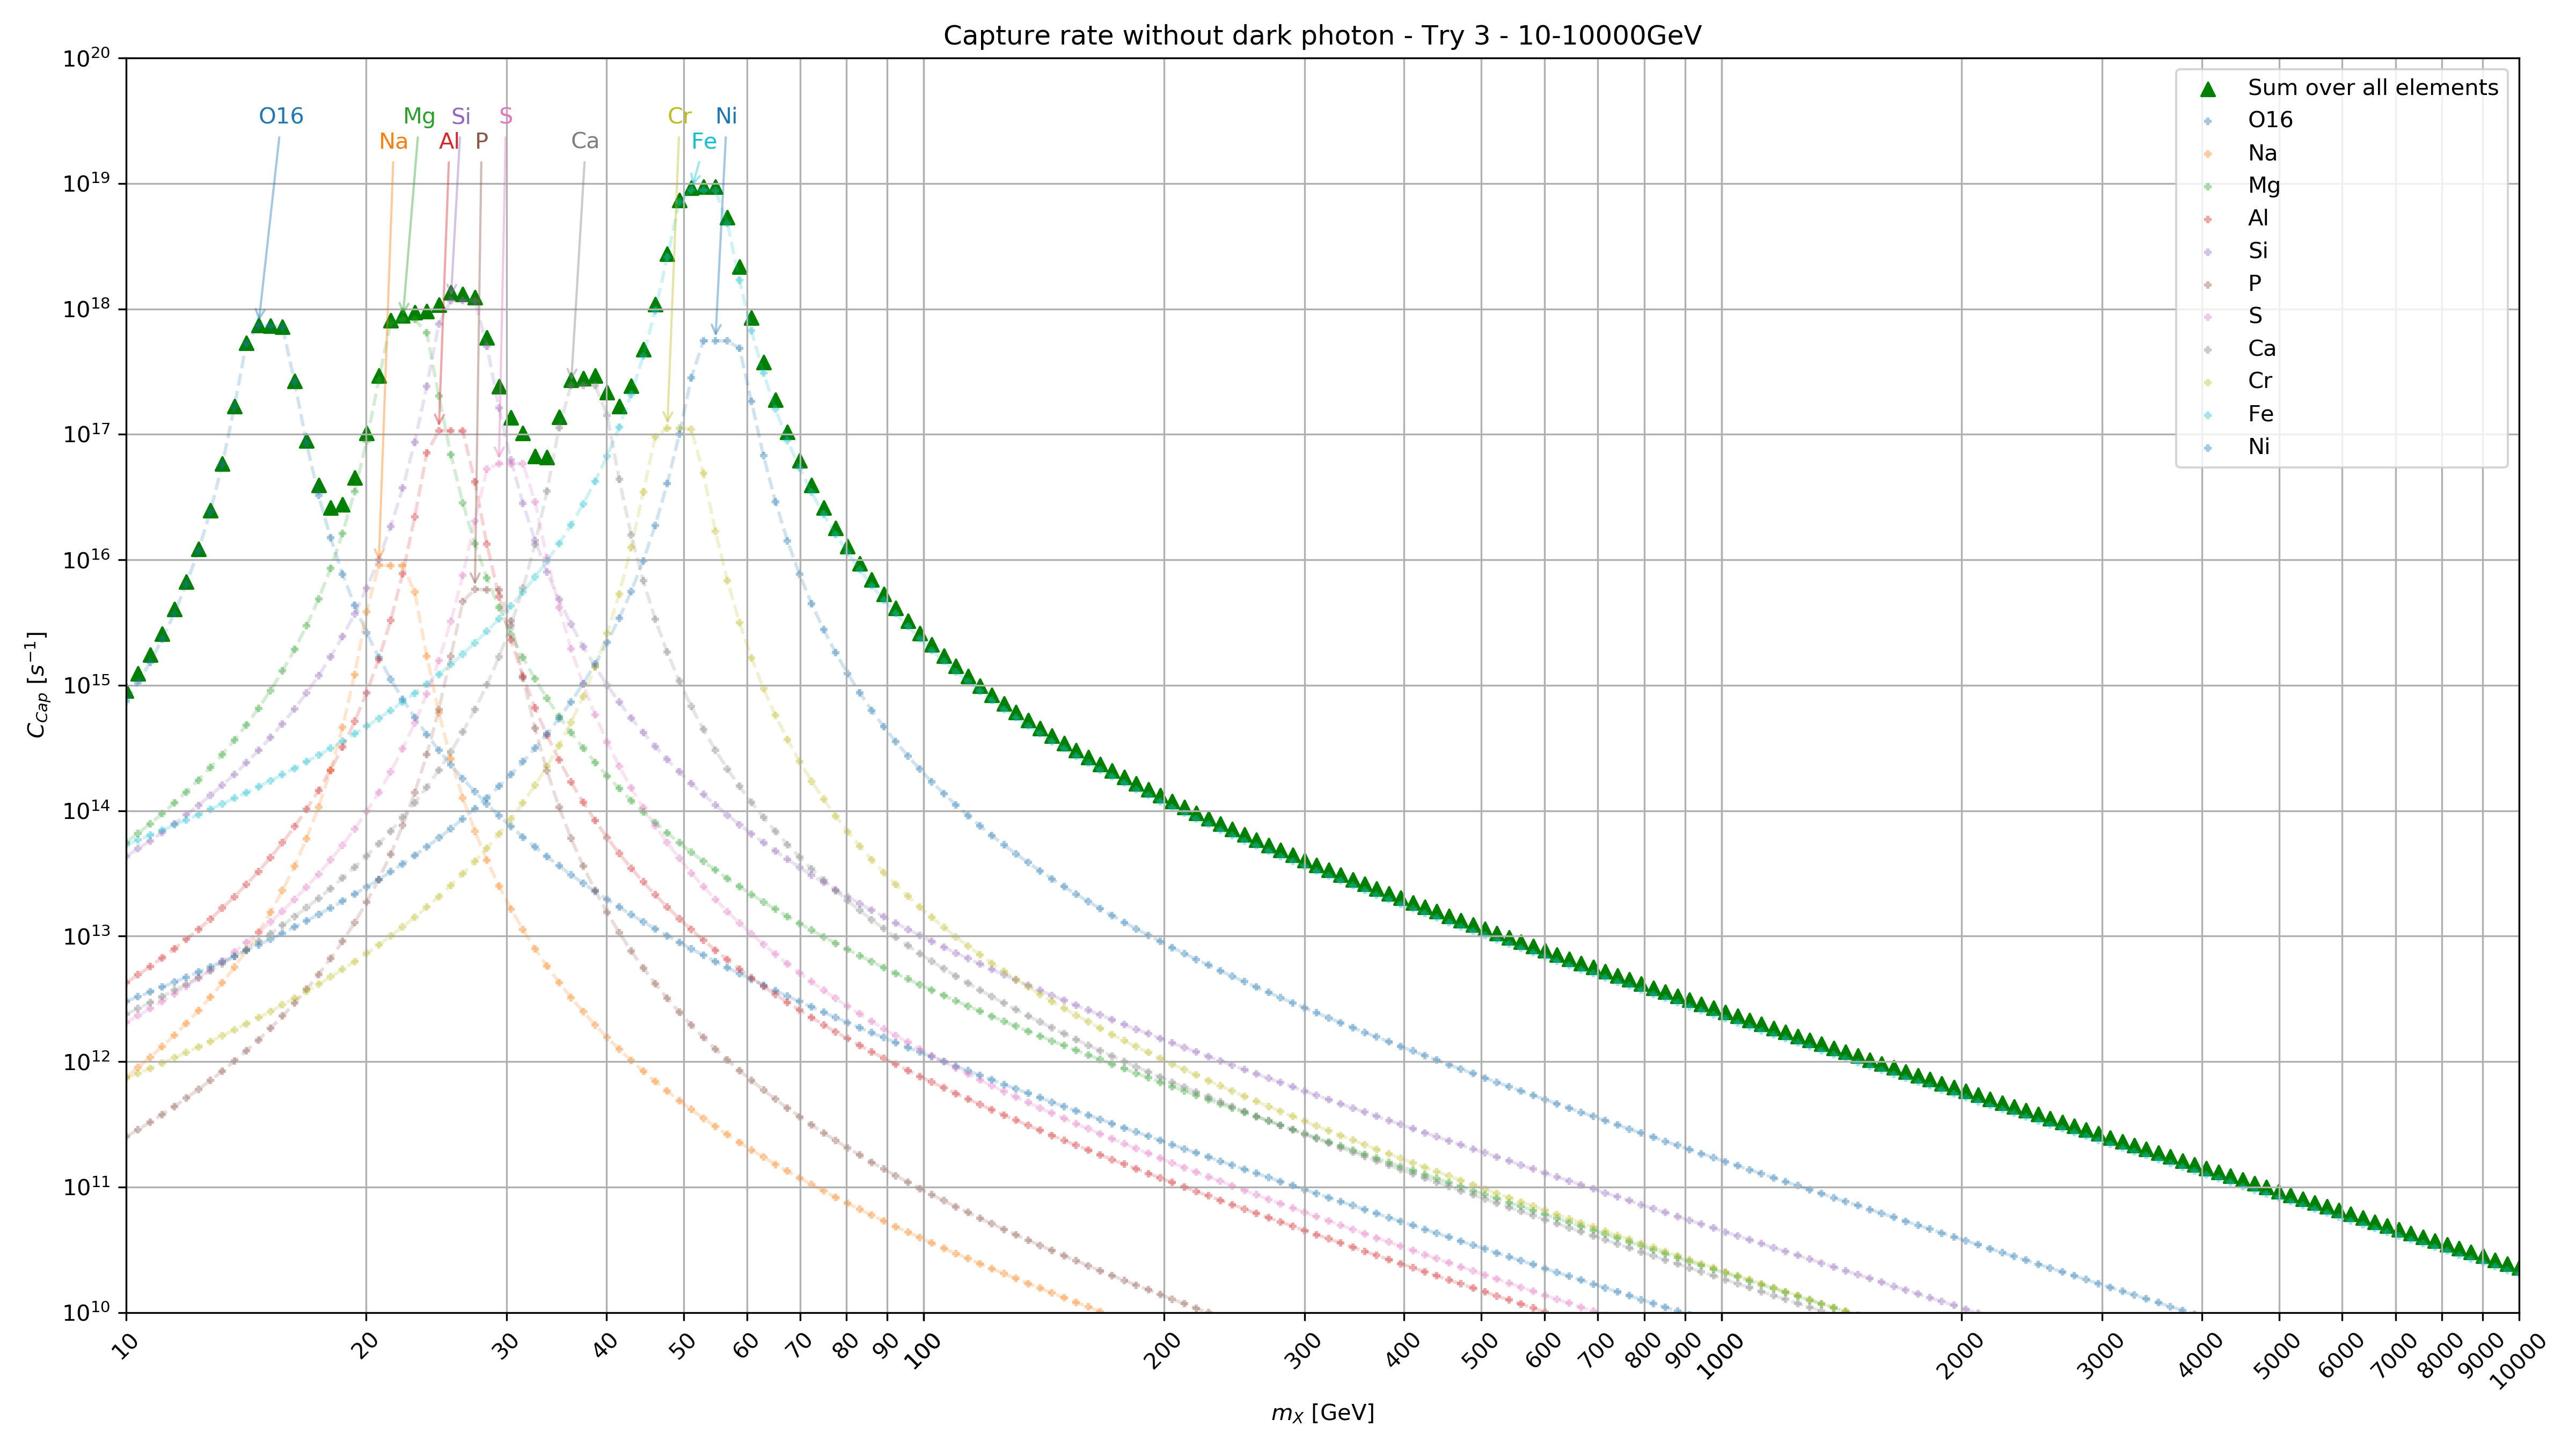 Capture rate without dark photon - Try 3 - 10-10000GeV
10^20
10^19
10^18
10^17
10^16
10^15
10^14
10^13
10^12
10^11
10^10
C_Cap [s^−1]
O16 Mg Si S Cr Ni
Na Al P Ca Fe
Sum over all elements
O16
Na
Mg
Al
Si
P
S
Ca
Cr
Fe
Ni
10 20 30 40 50 60 70 80 90 100 200 300 400 500 600 700 800 900 1000 2000 3000 4000 5000 6000 7000 8000 9000 10000
m_X [GeV]